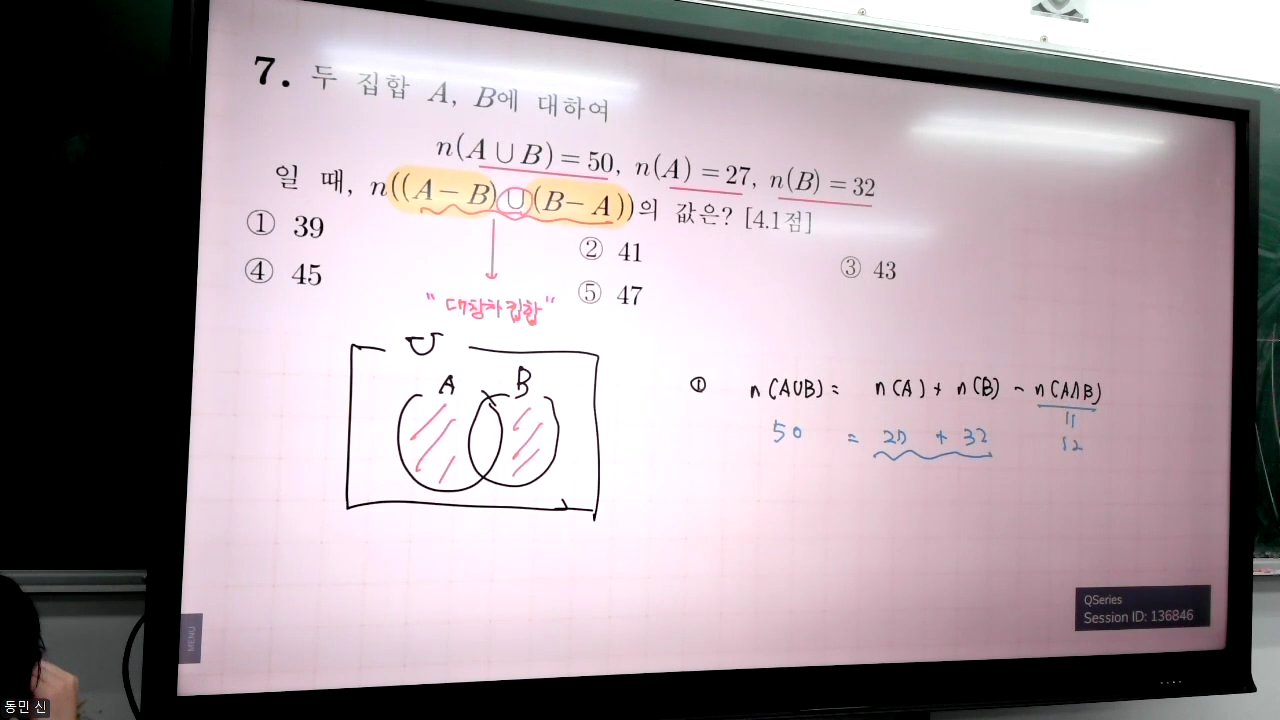 7. 두 집합 A, B에 대하여
n(A∪B)=50, n(A)=27, n(B)=32
일 때, n((A−B)∪(B−A))의 값은? [4.1점]
① 39
② 41
③ 43
④ 45
⑤ 47
"대칭차집합"
U
A B
① n(A∪B) = n(A) + n(B) - n(A∩B)
50 = 27 + 32
MENU
QSeries
Session ID: 136846
동민 신